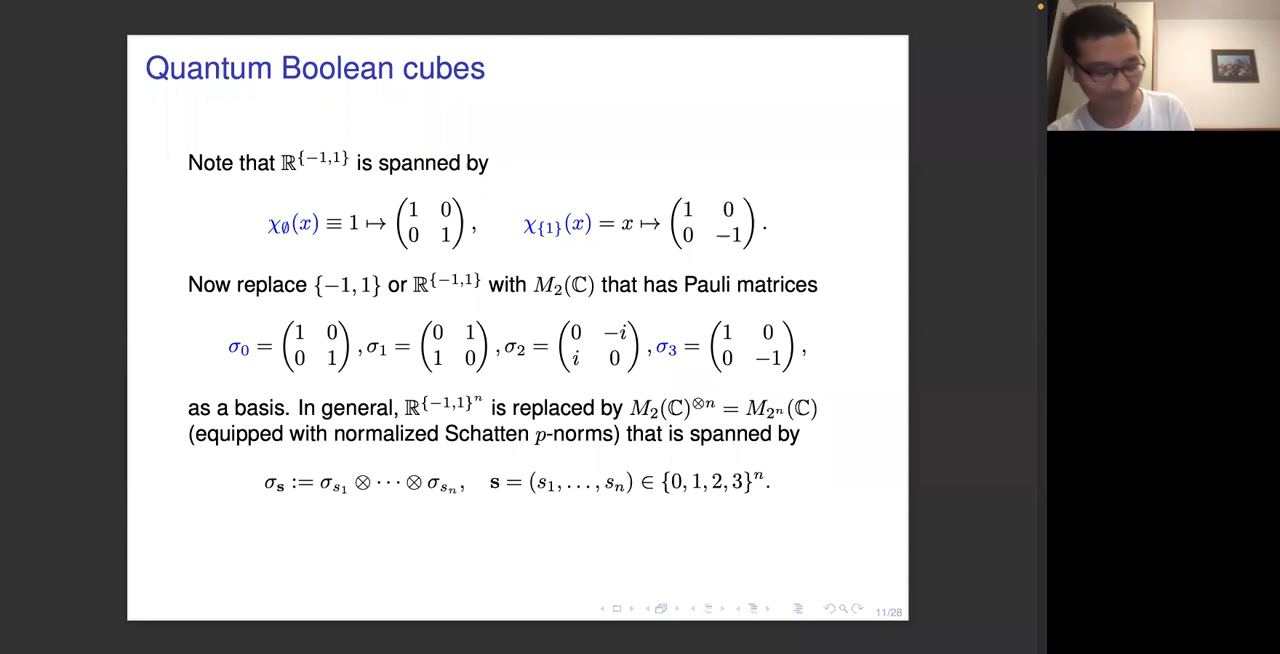 Quantum Boolean cubes
Note that ℝ^{−1,1} is spanned by
χ_∅(x) ≡ 1 ↦ (1 0; 0 1), χ_{1}(x) = x ↦ (1 0; 0 −1).
Now replace {−1, 1} or ℝ^{−1,1} with M₂(ℂ) that has Pauli matrices
σ₀ = (1 0; 0 1), σ₁ = (0 1; 1 0), σ₂ = (0 −i; i 0), σ₃ = (1 0; 0 −1),
as a basis. In general, ℝ^{−1,1}ⁿ is replaced by M₂(ℂ)^⊗n = M_{2ⁿ}(ℂ)
(equipped with normalized Schatten p-norms) that is spanned by
σ_s := σ_{s₁} ⊗ ··· ⊗ σ_{sₙ}, s = (s₁, . . . , sₙ) ∈ {0, 1, 2, 3}ⁿ.
11/28